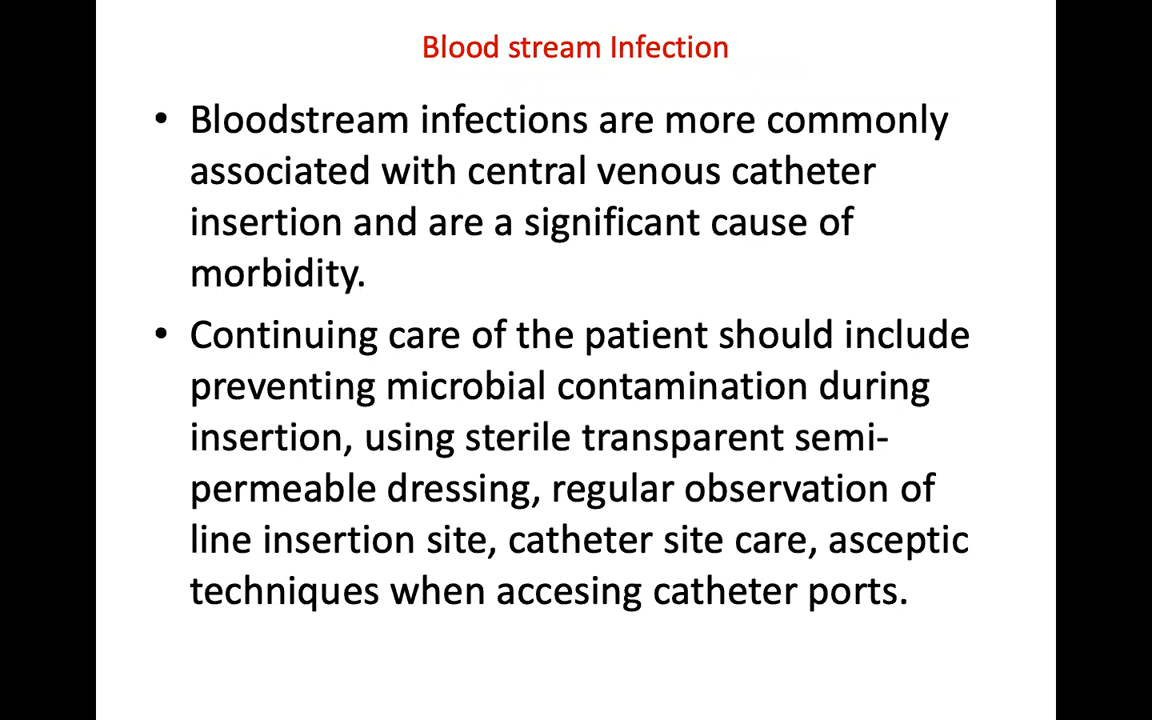 Blood stream Infection
• Bloodstream infections are more commonly
associated with central venous catheter
insertion and are a significant cause of
morbidity.
• Continuing care of the patient should include
preventing microbial contamination during
insertion, using sterile transparent semi-
permeable dressing, regular observation of
line insertion site, catheter site care, asceptic
techniques when accesing catheter ports.